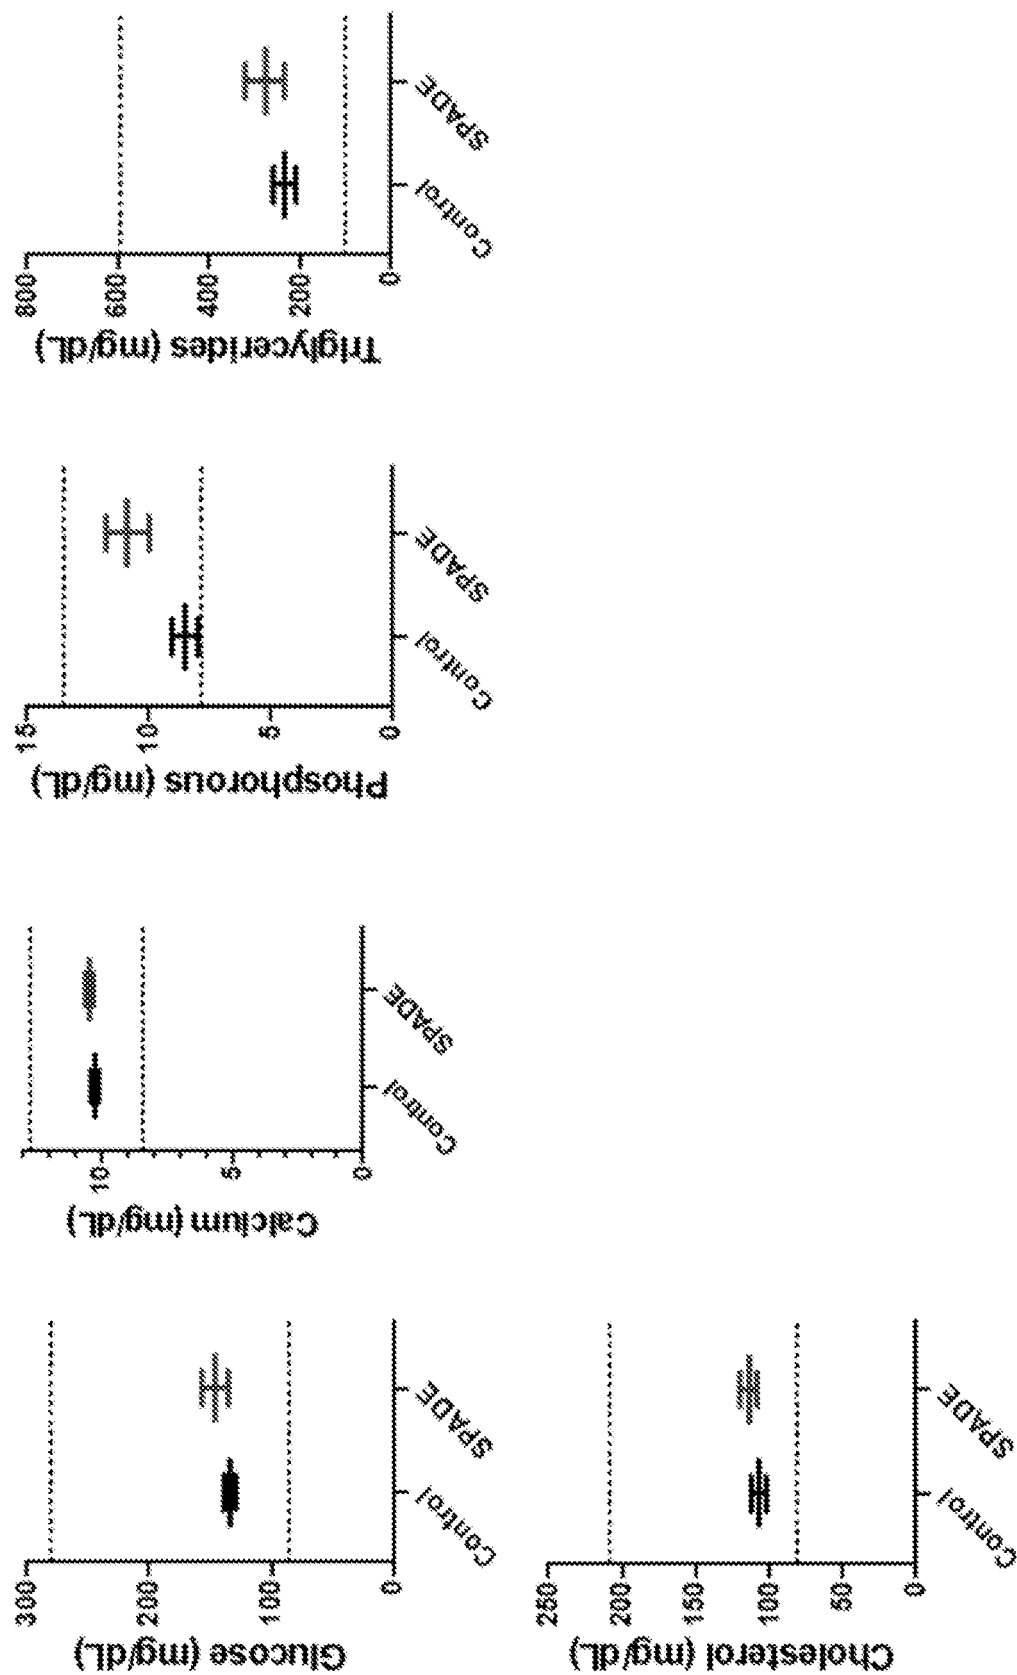 Glucose (mg/dL)
300
200
100
0
Control
SPADE
Calcium (mg/dL)
10
5
0
Control
SPADE
Phosphorous (mg/dL)
15
10
5
0
Control
SPADE
Triglycerides (mg/dL)
800
600
400
200
0
Control
SPADE
Cholesterol (mg/dL)
250
200
150
100
50
0
Control
SPADE